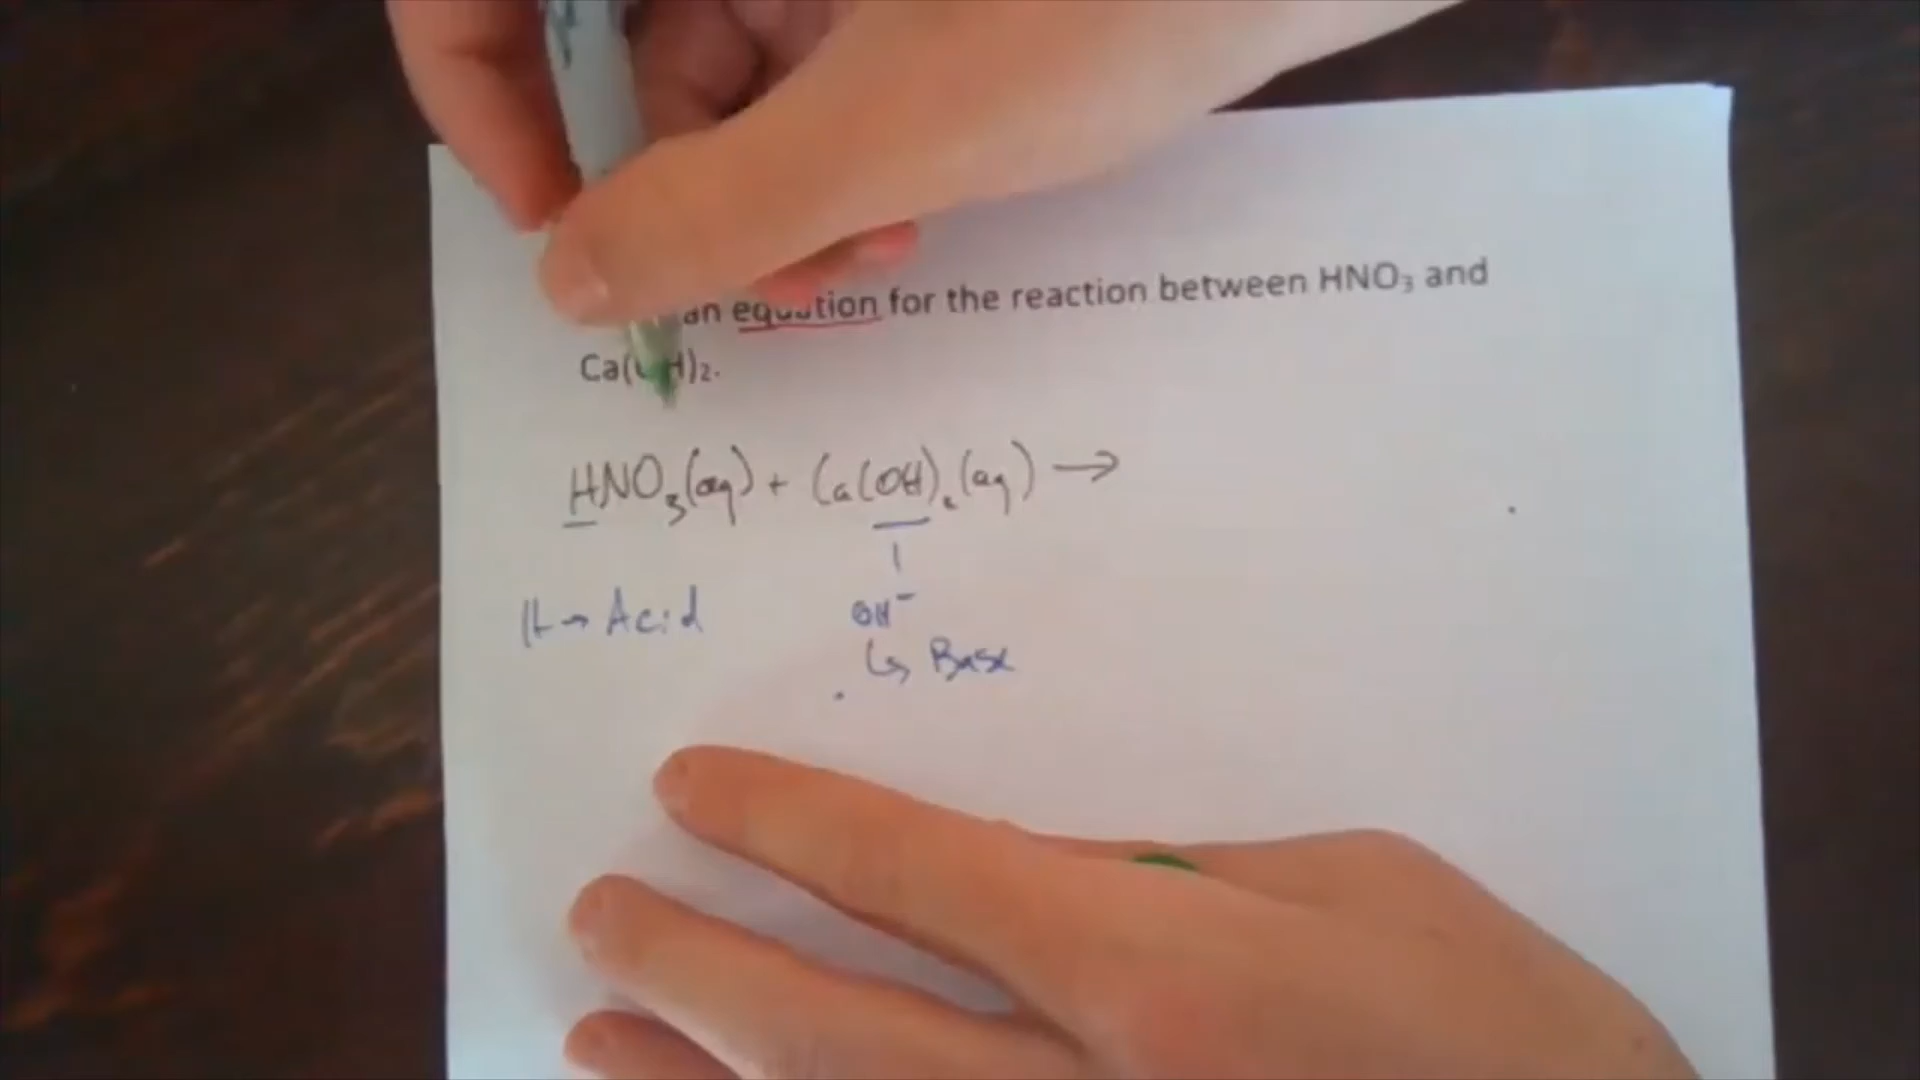 an equation for the reaction between HNO₃ and
Ca(OH)₂.
HNO₃(aq) + Ca(OH)₂(aq) →
H → Acid
OH⁻
↳ Base